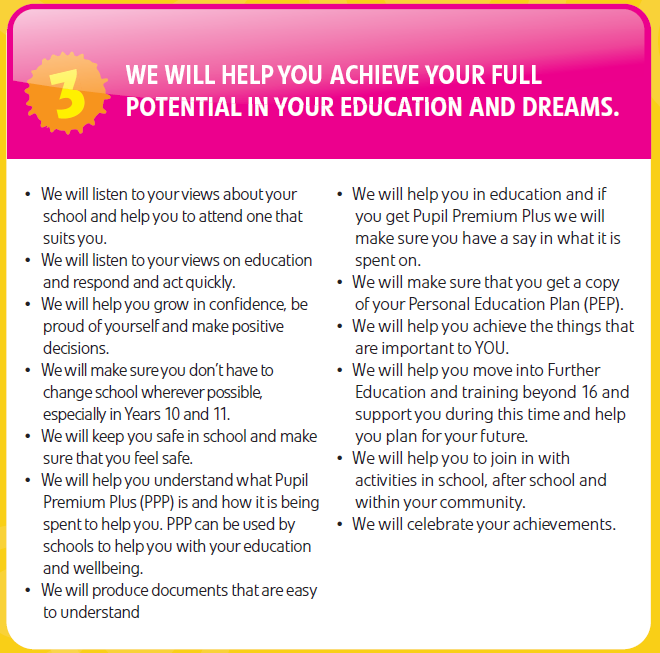 3
WE WILL HELP YOU ACHIEVE YOUR FULL
POTENTIAL IN YOUR EDUCATION AND DREAMS.
• We will listen to your views about your
school and help you to attend one that
suits you.
• We will listen to your views on education
and respond and act quickly.
• We will help you grow in confidence, be
proud of yourself and make positive
decisions.
• We will make sure you don't have to
change school wherever possible,
especially in Years 10 and 11.
• We will keep you safe in school and make
sure that you feel safe.
• We will help you understand what Pupil
Premium Plus (PPP) is and how it is being
spent to help you. PPP can be used by
schools to help you with your education
and wellbeing.
• We will produce documents that are easy
to understand
• We will help you in education and if
you get Pupil Premium Plus we will
make sure you have a say in what it is
spent on.
• We will make sure that you get a copy
of your Personal Education Plan (PEP).
• We will help you achieve the things that
are important to YOU.
• We will help you move into Further
Education and training beyond 16 and
support you during this time and help
you plan for your future.
• We will help you to join in with
activities in school, after school and
within your community.
• We will celebrate your achievements.